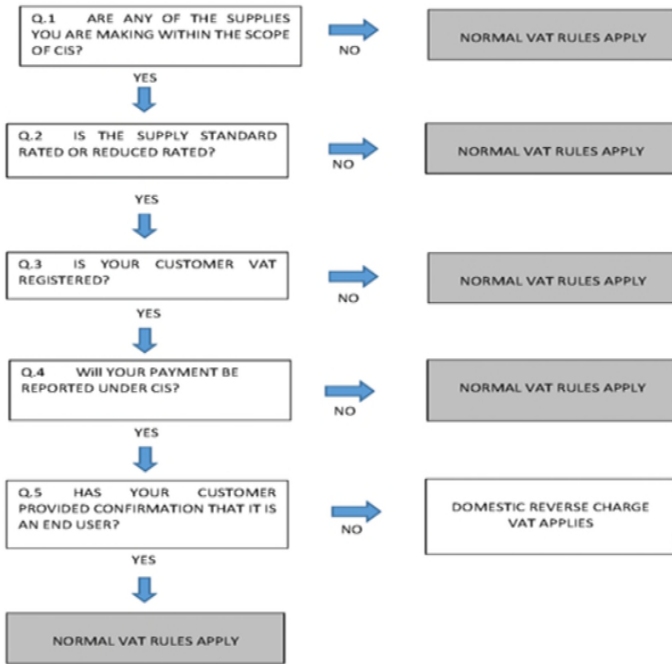 Q.1 ARE ANY OF THE SUPPLIES
YOU ARE MAKING WITHIN THE SCOPE
OF CIS?
NO
NORMAL VAT RULES APPLY
YES
Q.2 IS THE SUPPLY STANDARD
RATED OR REDUCED RATED?
NO
NORMAL VAT RULES APPLY
YES
Q.3 IS YOUR CUSTOMER VAT
REGISTERED?
NO
NORMAL VAT RULES APPLY
YES
Q.4 Will YOUR PAYMENT BE
REPORTED UNDER CIS?
NO
NORMAL VAT RULES APPLY
YES
Q.5 HAS YOUR CUSTOMER
PROVIDED CONFIRMATION THAT IT IS
AN END USER?
NO
DOMESTIC REVERSE CHARGE
VAT APPLIES
YES
NORMAL VAT RULES APPLY